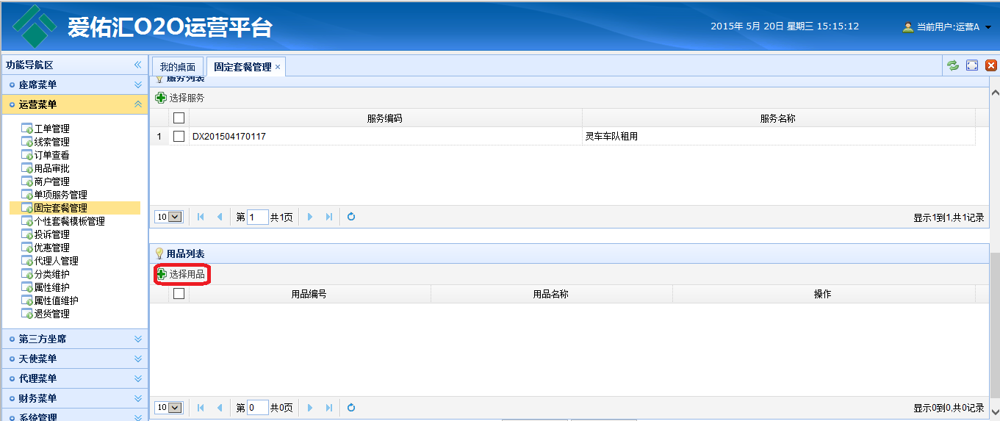 爱佑汇O2O运营平台
2015年 5月 20日 星期三 15:15:12
当前用户:运营A
功能导航区
座席菜单
运营菜单
工单管理
线索管理
订单查看
用品审批
商户管理
单项服务管理
固定套餐管理
个性套餐模板管理
投诉管理
优惠管理
代理人管理
分类维护
属性维护
属性值维护
退货管理
第三方坐席
天使菜单
代理菜单
财务菜单
系统管理
我的桌面
固定套餐管理 ×
服务列表
选择服务
服务编码 服务名称
1 DX201504170117 灵车车队租用
10 第 1 共1页 显示1到1,共1记录
用品列表
选择用品
用品编号 用品名称 操作
10 第 0 共0页 显示0到0,共0记录